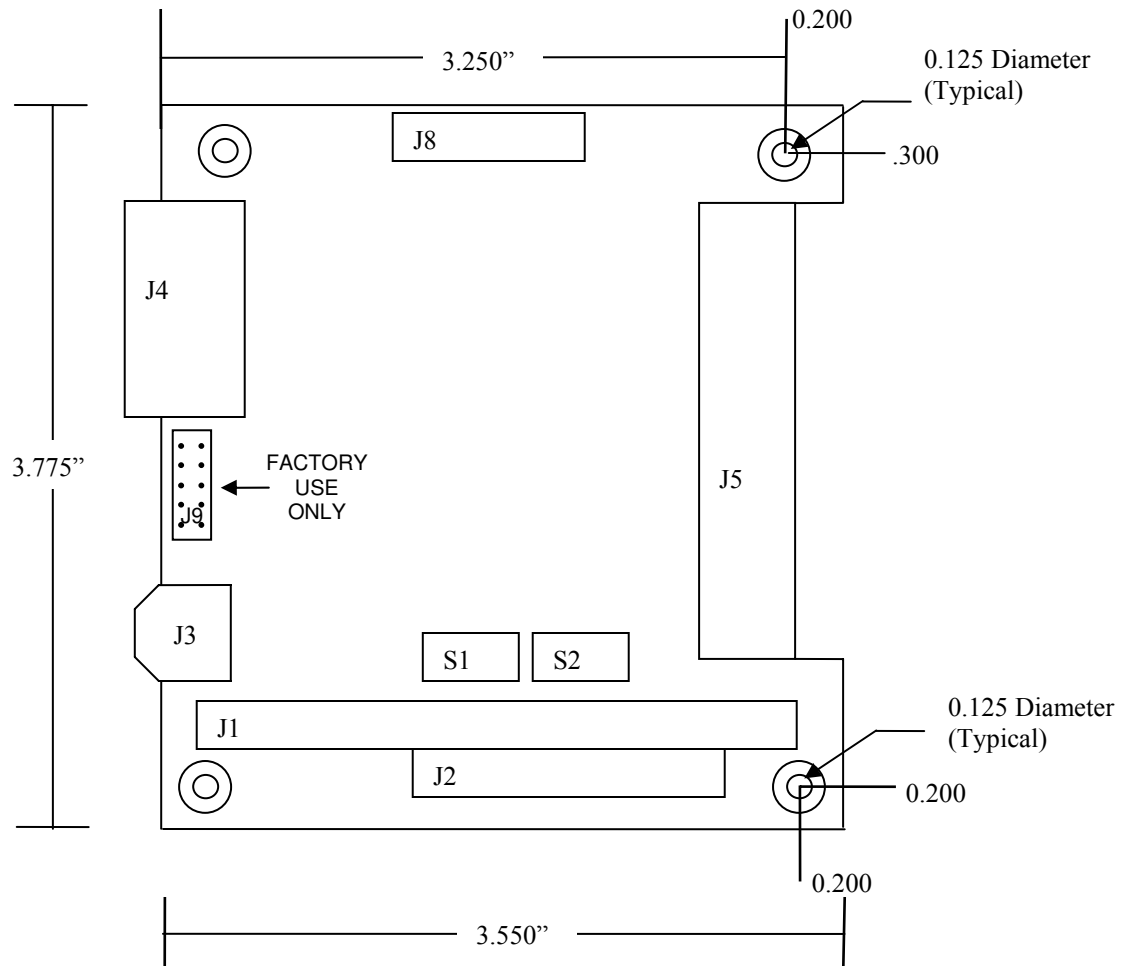 0.200
3.250”
0.125 Diameter
(Typical)
J8
.300
J4
3.775”
FACTORY
USE
ONLY
J9
J5
J3
S1
S2
J1
0.125 Diameter
(Typical)
J2
0.200
0.200
3.550”